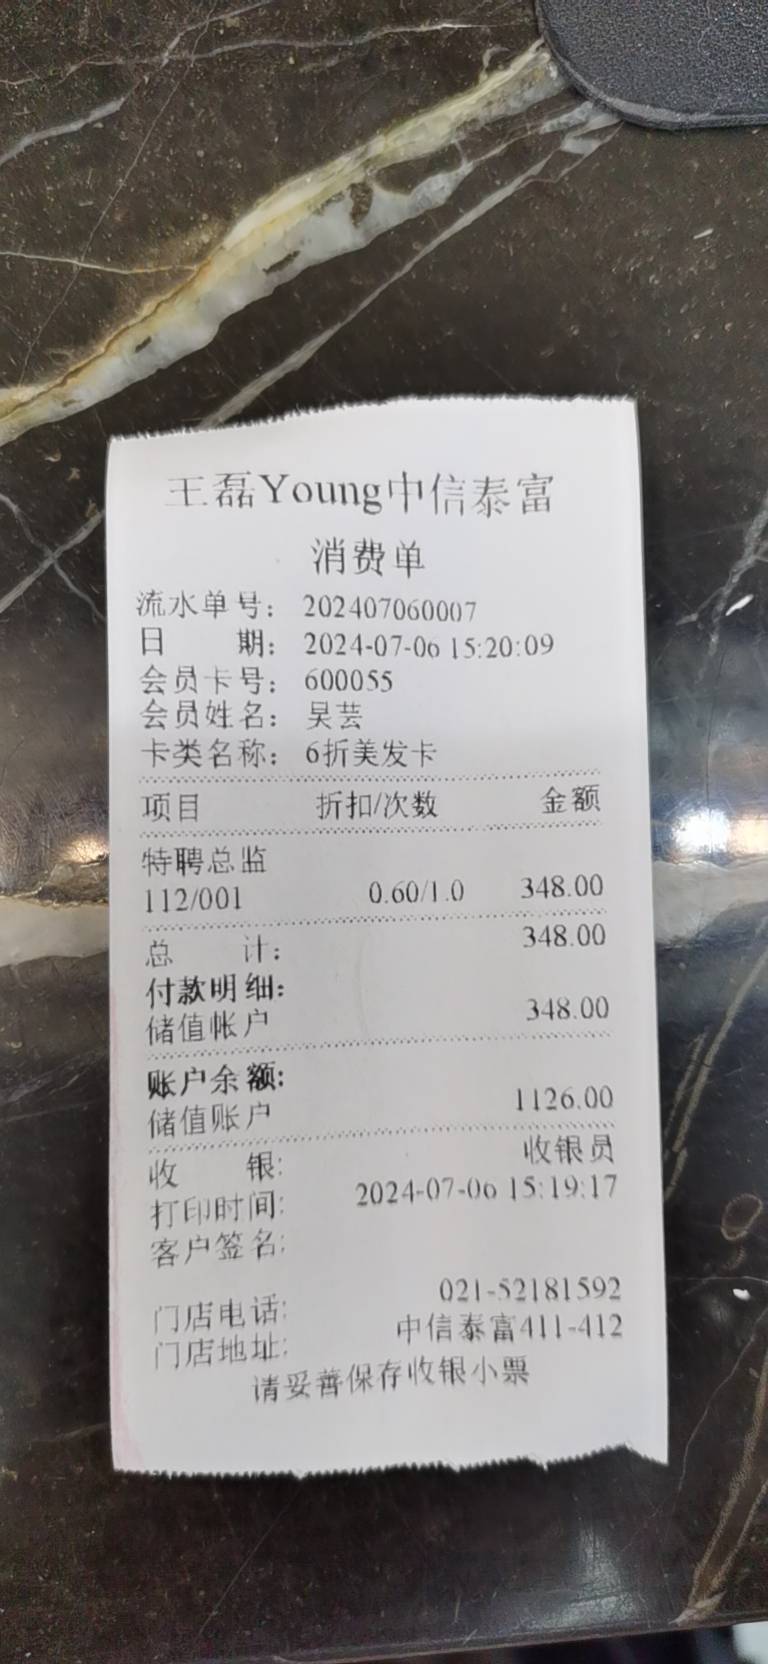 王磊Young中信泰富
消费单
流水单号： 202407060007
日　　期： 2024-07-06 15:20:09
会员卡号： 600055
会员姓名： 吴芸
卡类名称： 6折美发卡
项目 折扣/次数 金额
特聘总监
112/001 0.60/1.0 348.00
总　　计： 348.00
付款明细:
储值帐户 348.00
账户余额:
储值账户 1126.00
收　　银: 收银员
打印时间: 2024-07-06 15:19:17
客户签名:
门店电话: 021-52181592
门店地址: 中信泰富411-412
请妥善保存收银小票